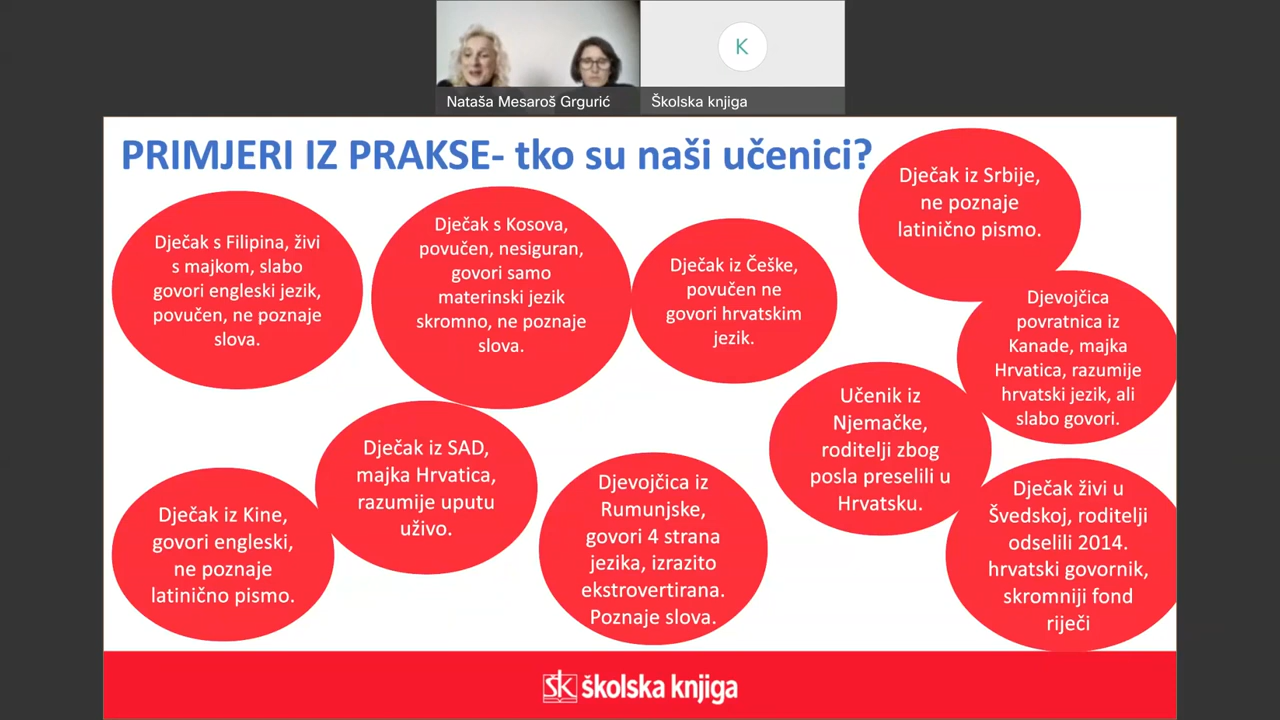 Nataša Mesaroš Grgurić
K
Školska knjiga
PRIMJERI IZ PRAKSE- tko su naši učenici?
Dječak s Filipina, živi
s majkom, slabo
govori engleski jezik,
povučen, ne poznaje
slova.
Dječak s Kosova,
povučen, nesiguran,
govori samo
materinski jezik
skromno, ne poznaje
slova.
Dječak iz Češke,
povučen ne
govori hrvatskim
jezik.
Dječak iz Srbije,
ne poznaje
latinično pismo.
Djevojčica
povratnica iz
Kanade, majka
Hrvatica, razumije
hrvatski jezik, ali
slabo govori.
Dječak iz Kine,
govori engleski,
ne poznaje
latinično pismo.
Dječak iz SAD,
majka Hrvatica,
razumije uputu
uživo.
Djevojčica iz
Rumunjske,
govori 4 strana
jezika, izrazito
ekstrovertirana.
Poznaje slova.
Učenik iz
Njemačke,
roditelji zbog
posla preselili u
Hrvatsku.
Dječak živi u
Švedskoj, roditelji
odselili 2014.
hrvatski govornik,
skromniji fond
riječi
šk školska knjiga